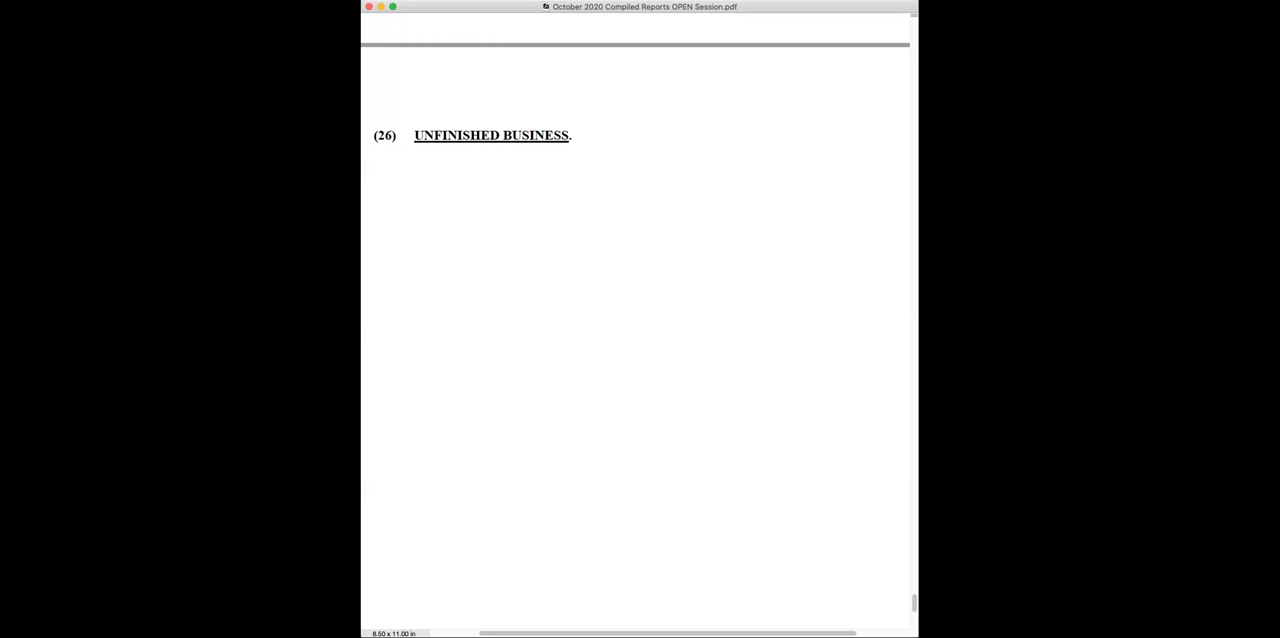 October 2020 Compiled Reports OPEN Session.pdf
(26) UNFINISHED BUSINESS.
8.50 x 11.00 in